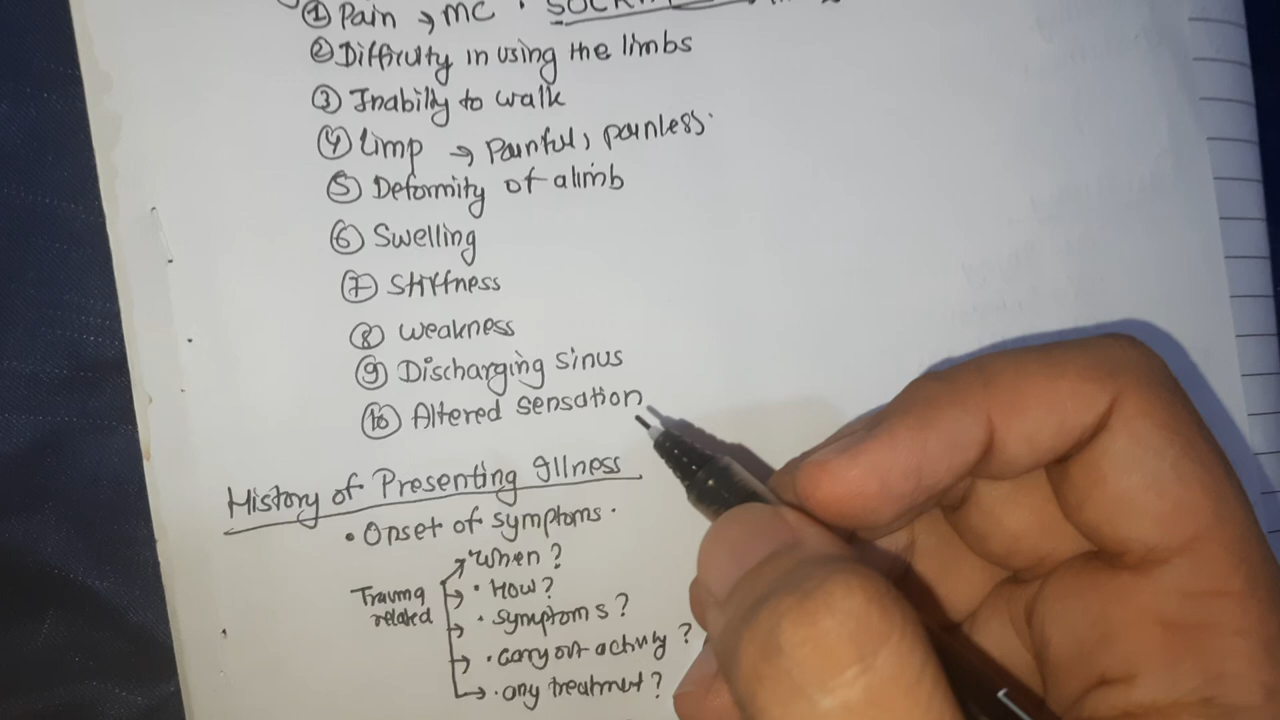 ① Pain → MC ·
② Difficulty in using the limbs
③ Inability to walk
④ Limp → Painful, painless.
⑤ Deformity of a limb
⑥ Swelling
⑦ Stiffness
⑧ Weakness
⑨ Discharging sinus
⑩ Altered sensation
History of Presenting Illness
• Onset of symptoms.
Trauma related
→ When?
→ • How?
→ • symptoms?
→ • carry out activity?
→ • any treatment?